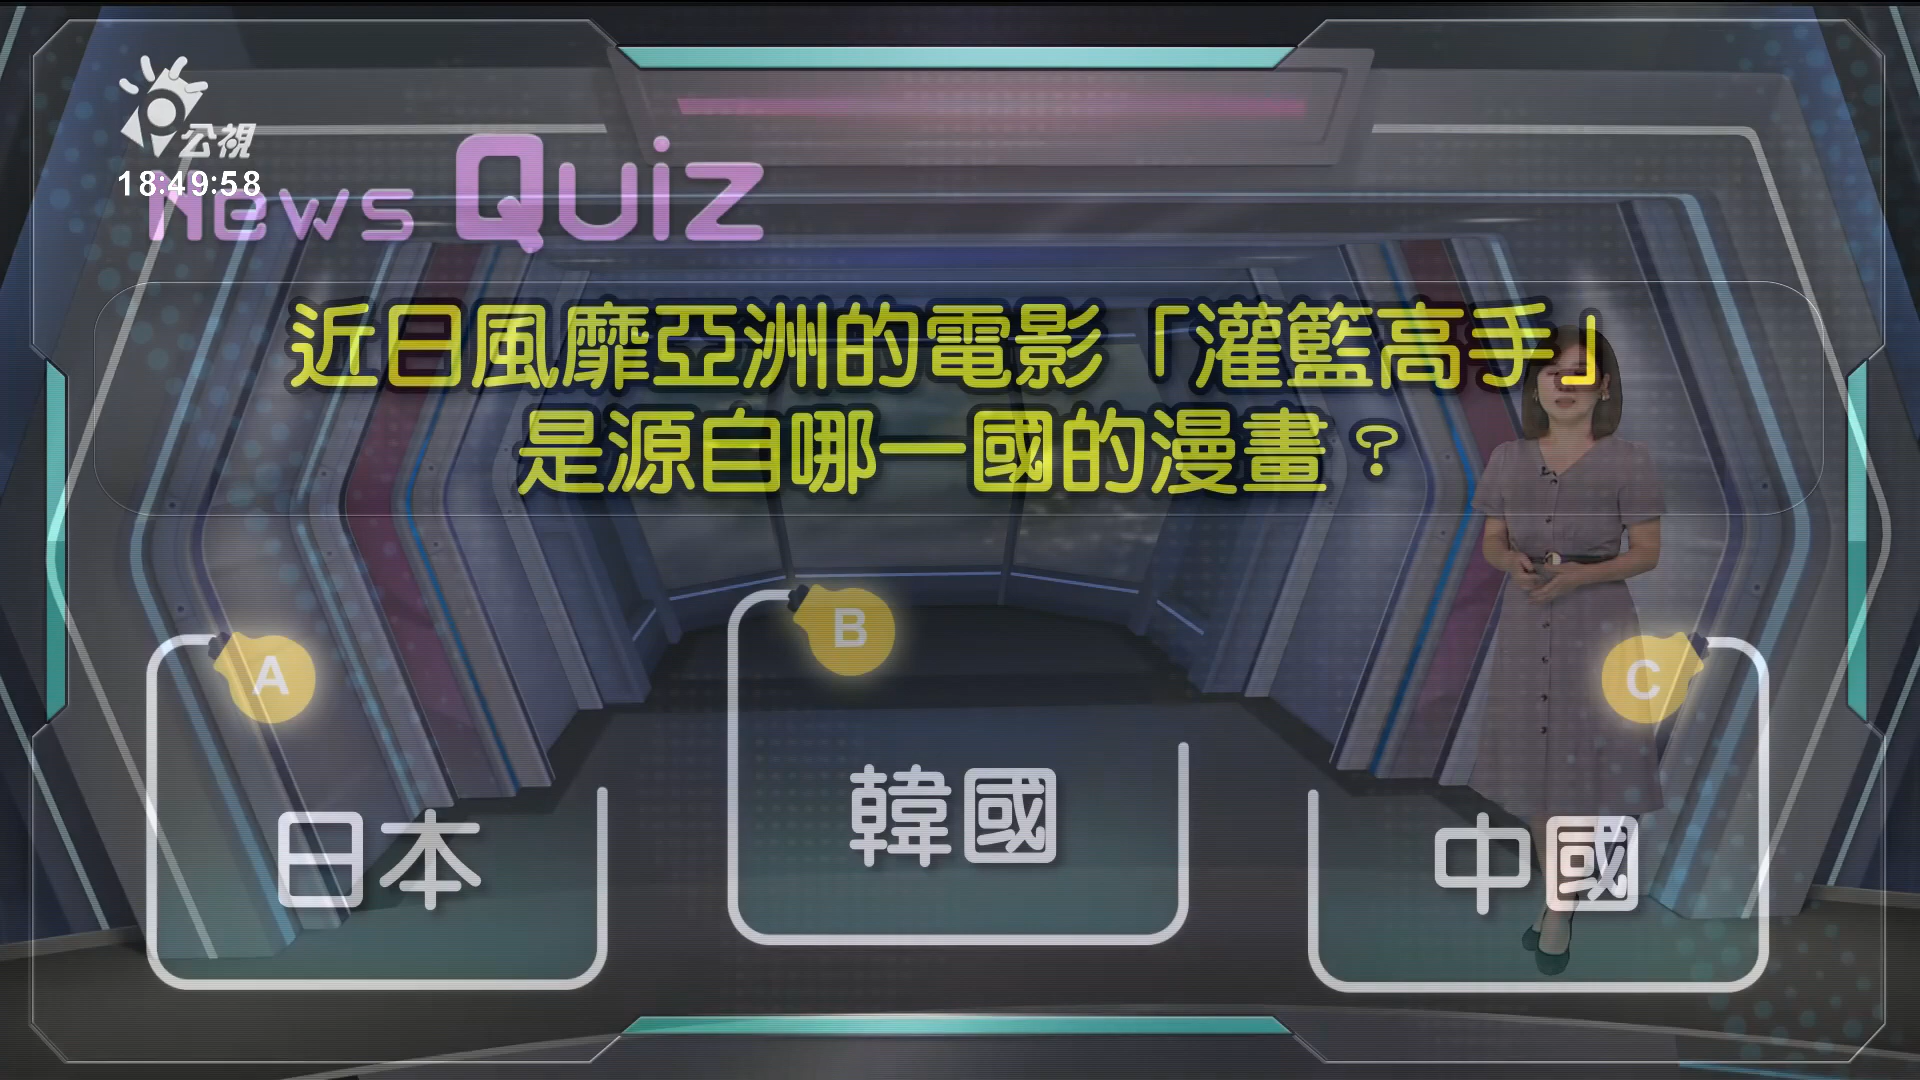 公視
18:49:58
News Quiz
近日風靡亞洲的電影「灌籃高手」
是源自哪一國的漫畫？
A
日本
B
韓國
C
中國